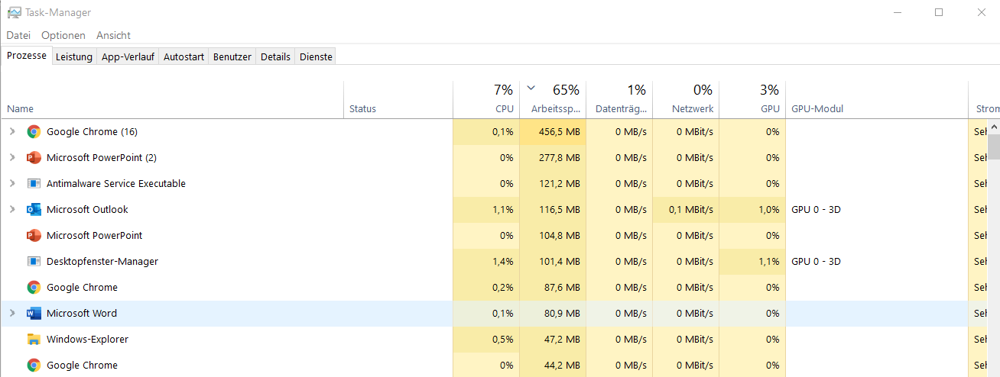 Task-Manager
Datei Optionen Ansicht
Prozesse Leistung App-Verlauf Autostart Benutzer Details Dienste
7% 65% 1% 0% 3%
Name Status CPU Arbeitssp... Datenträg... Netzwerk GPU GPU-Modul Strom
Google Chrome (16) 0,1% 456,5 MB 0 MB/s 0 MBit/s 0% Seh
Microsoft PowerPoint (2) 0% 277,8 MB 0 MB/s 0 MBit/s 0% Seh
Antimalware Service Executable 0% 121,2 MB 0 MB/s 0 MBit/s 0% Seh
Microsoft Outlook 1,1% 116,5 MB 0 MB/s 0,1 MBit/s 1,0% GPU 0 - 3D Seh
Microsoft PowerPoint 0% 104,8 MB 0 MB/s 0 MBit/s 0% Seh
Desktopfenster-Manager 1,4% 101,4 MB 0 MB/s 0 MBit/s 1,1% GPU 0 - 3D Seh
Google Chrome 0,2% 87,6 MB 0 MB/s 0 MBit/s 0% Seh
Microsoft Word 0,1% 80,9 MB 0 MB/s 0 MBit/s 0% Seh
Windows-Explorer 0,5% 47,2 MB 0 MB/s 0 MBit/s 0% Seh
Google Chrome 0% 44,2 MB 0 MB/s 0 MBit/s 0% Seh